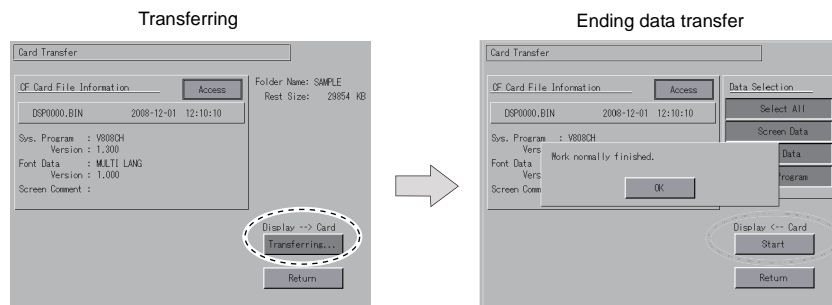 Transferring
Card Transfer
CF Card File Information
Access
DSP0000.BIN 2008-12-01 12:10:10
Sys. Program : V808CH
Version : 1.300
Font Data : MULTI LANG
Version : 1.000
Screen Comment :
Folder Name: SAMPLE
Rest Size: 29854 KB
Display --> Card
Transferring...
Return
Ending data transfer
Card Transfer
CF Card File Information
Access
DSP0000.BIN 2008-12-01 12:10:10
Sys. Program : V808CH
Vers
Font Data
Vers
Screen Comm
Work normally finished.
OK
Data Selection
Select All
Screen Data
Data
rogram
Display <-- Card
Start
Return